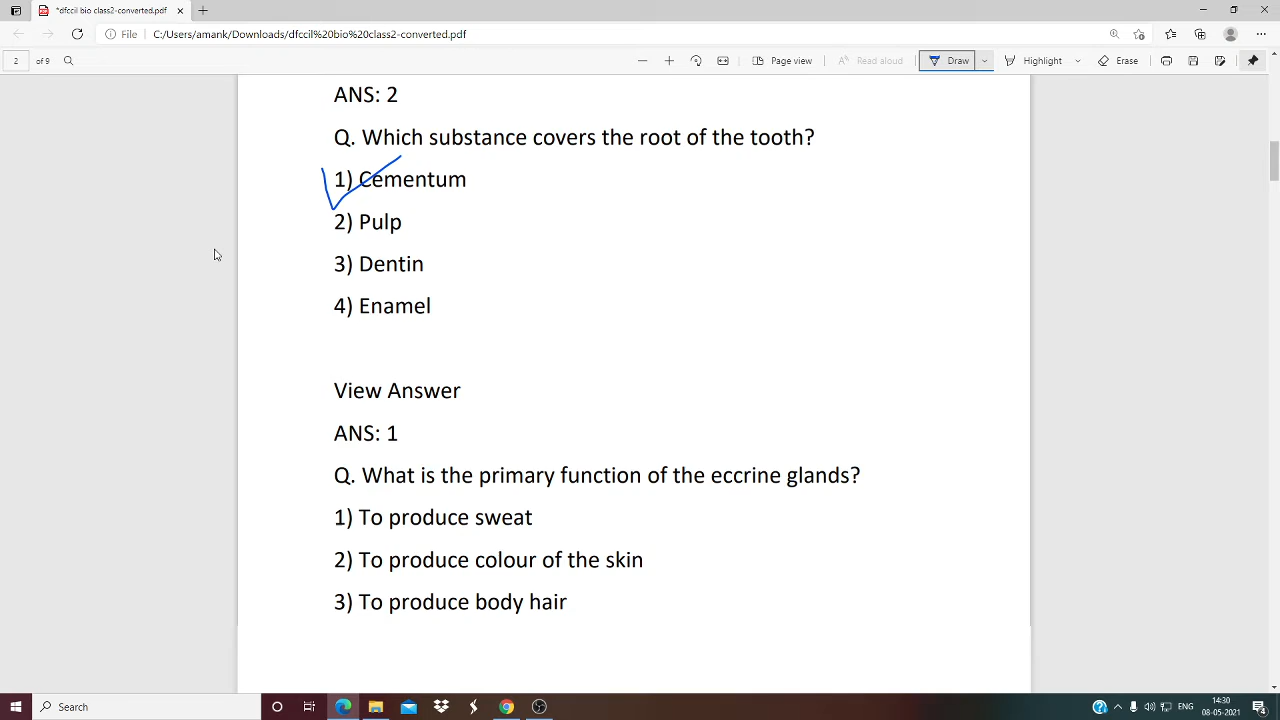 *dfccil bio class2-converted.pdf
File C:/Users/amank/Downloads/dfccil%20bio%20class2-converted.pdf
2 of 9 Page view Read aloud Draw Highlight Erase
ANS: 2
Q. Which substance covers the root of the tooth?
1) Cementum
2) Pulp
3) Dentin
4) Enamel
View Answer
ANS: 1
Q. What is the primary function of the eccrine glands?
1) To produce sweat
2) To produce colour of the skin
3) To produce body hair
Search ENG 14:30
08-05-2021